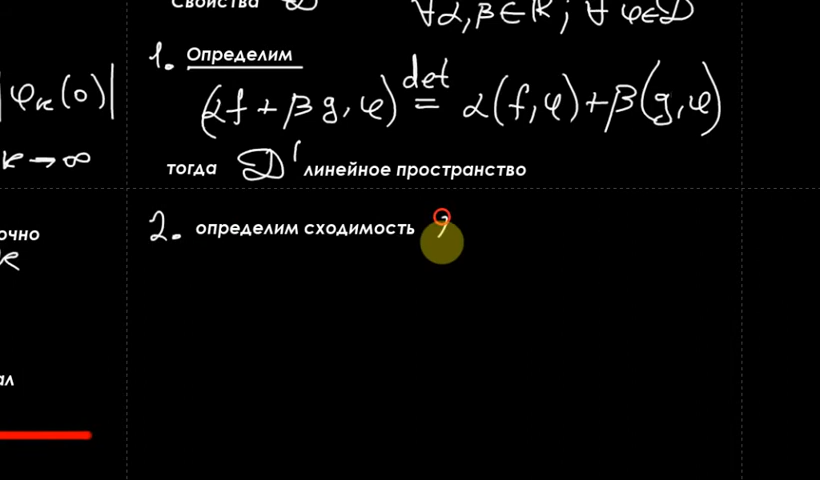 Свойства 𝒟
∀α,β∈ℝ; ∀φ∈𝒟
1. Определим
|φₖ(0)|
(αf + βg, φ) def= α(f, φ) + β(g, φ)
k → ∞
тогда 𝒟′ линейное пространство
2. определим сходимость
очно
k
ал